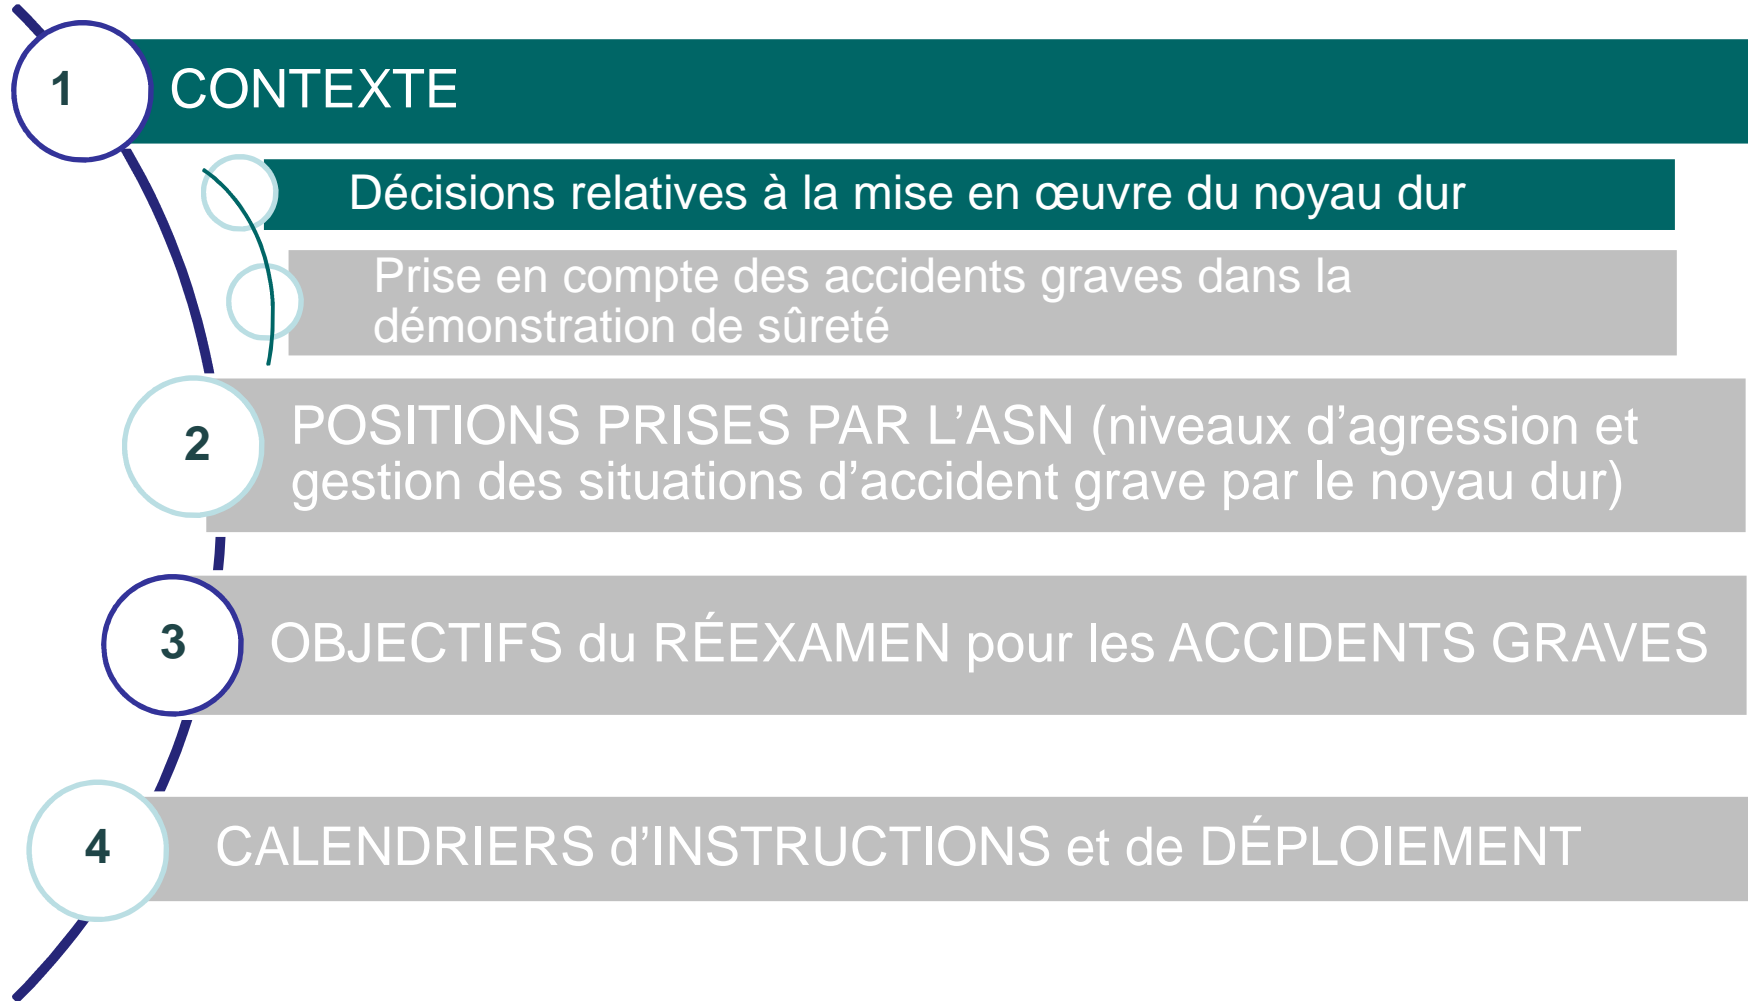 1
CONTEXTE
Décisions relatives à la mise en œuvre du noyau dur
Prise en compte des accidents graves dans la
démonstration de sûreté
2
POSITIONS PRISES PAR L’ASN (niveaux d’agression et
gestion des situations d’accident grave par le noyau dur)
3
OBJECTIFS du RÉEXAMEN pour les ACCIDENTS GRAVES
4
CALENDRIERS d’INSTRUCTIONS et de DÉPLOIEMENT